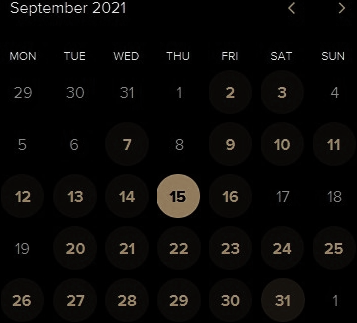 September 2021
MON TUE WED THU FRI SAT SUN
29 30 31 1 2 3 4
5 6 7 8 9 10 11
12 13 14 15 16 17 18
19 20 21 22 23 24 25
26 27 28 29 30 31 1